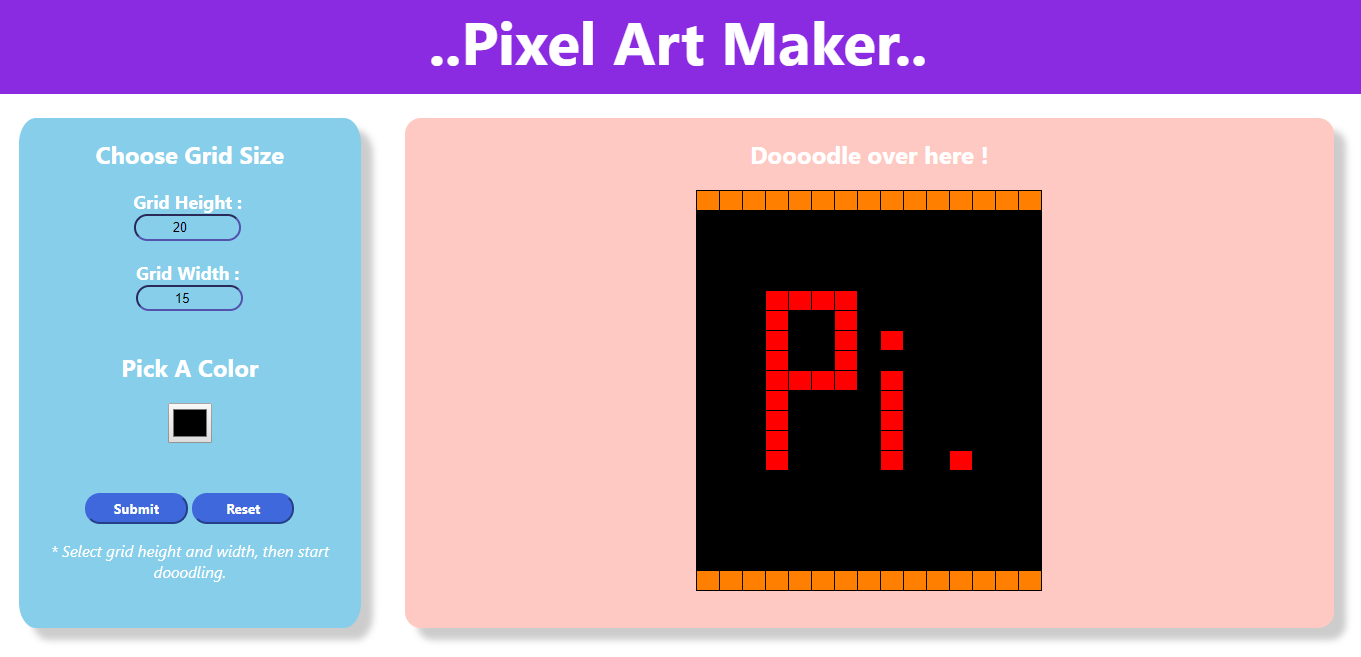 ..Pixel Art Maker..
Choose Grid Size
Grid Height :
20
Grid Width :
15
Pick A Color
Submit Reset
* Select grid height and width, then start
dooodling.
Doooodle over here !
Pi.